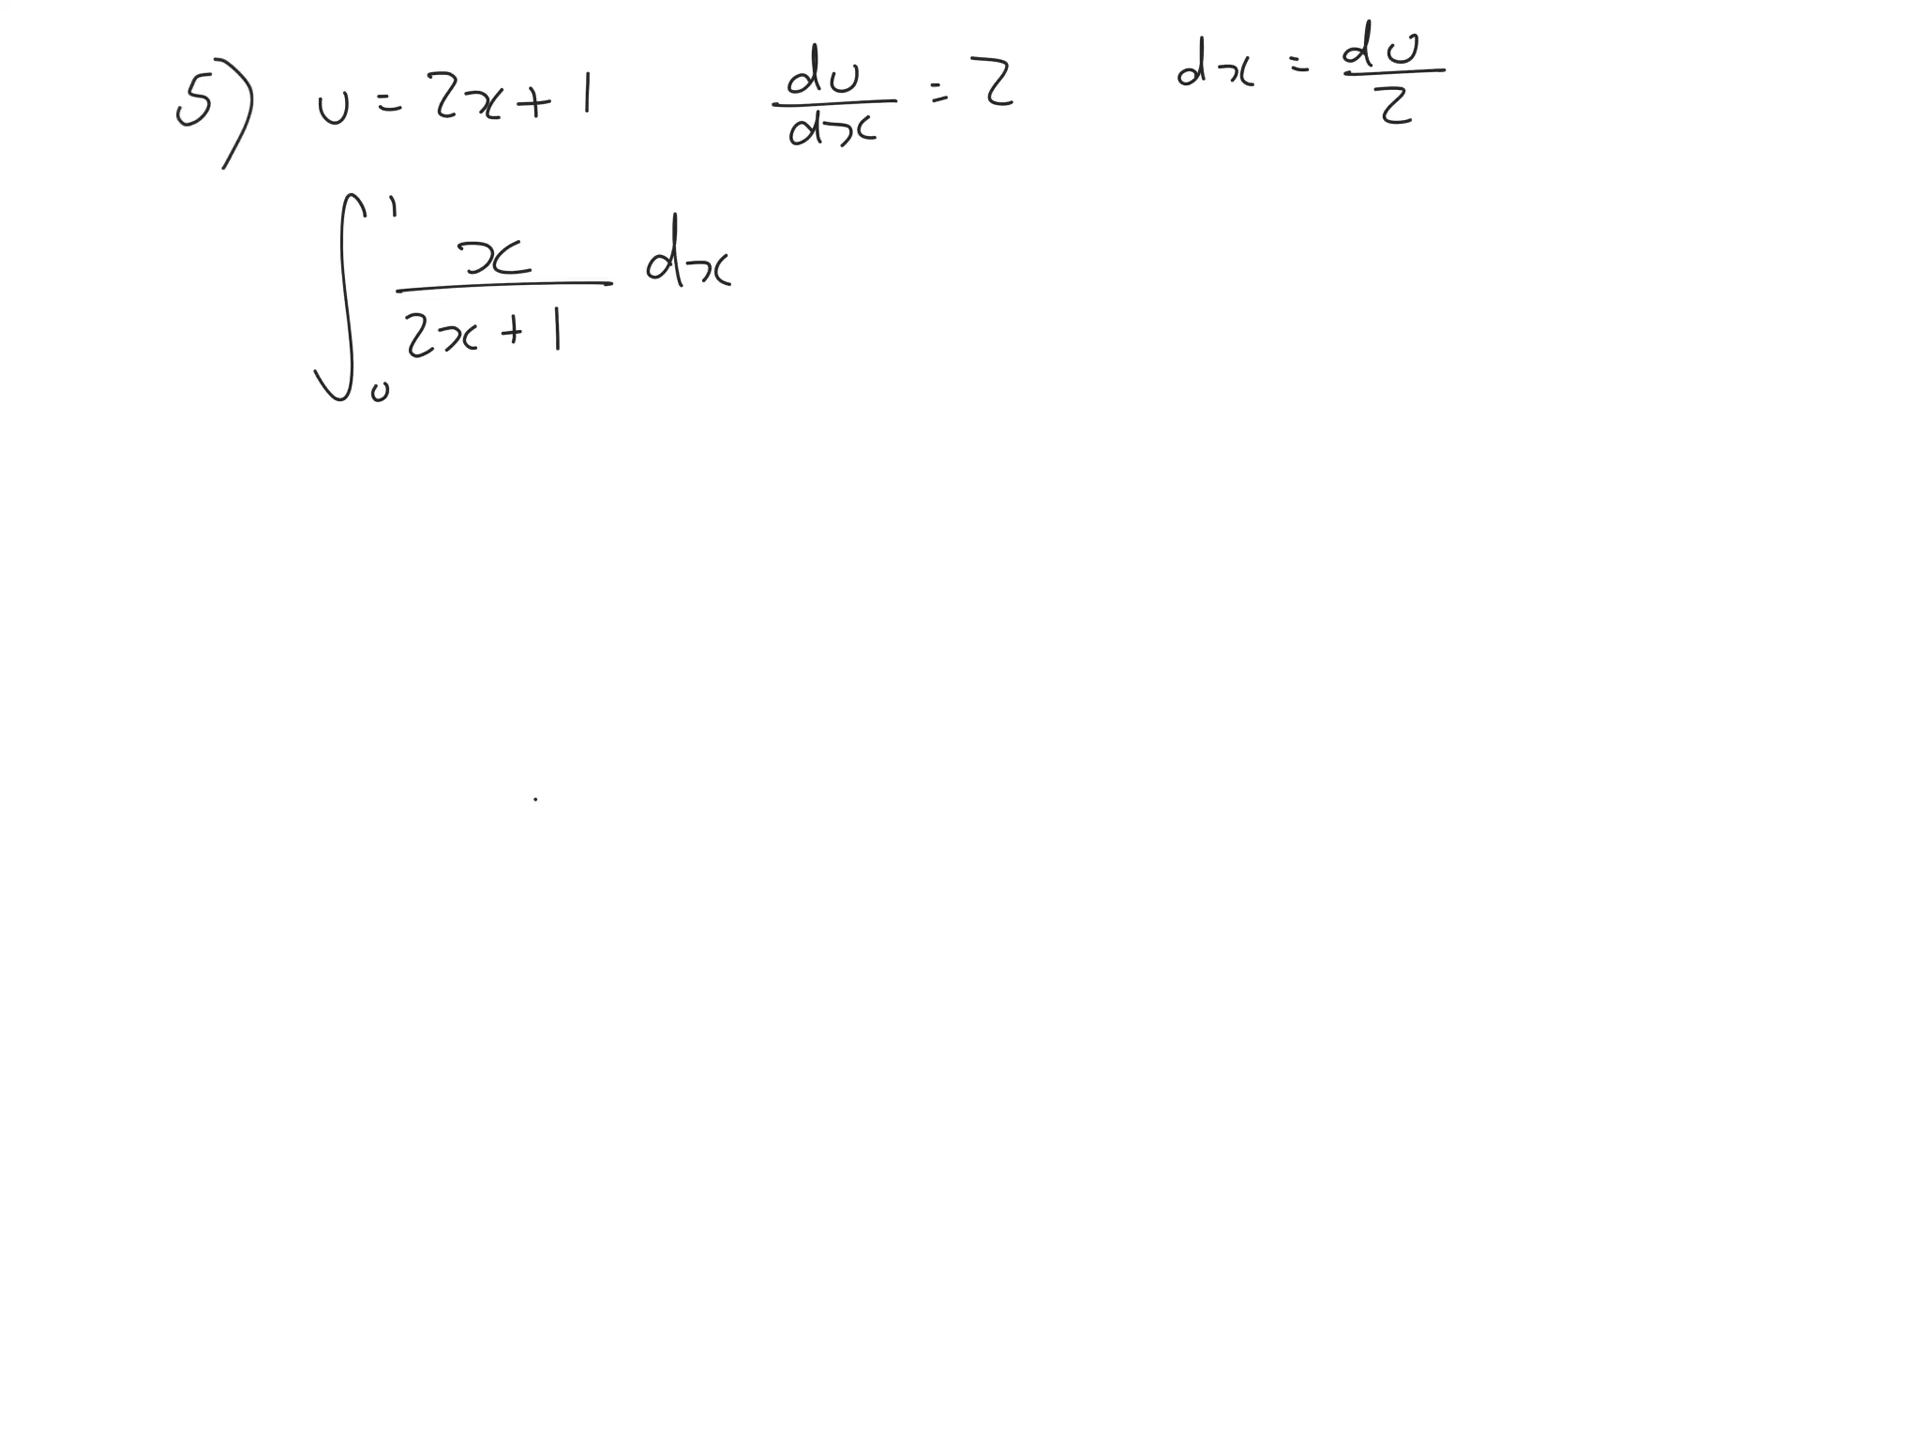 5) u = 2x + 1    du/dx = 2    dx = du/2
∫₀¹ x/(2x + 1) dx